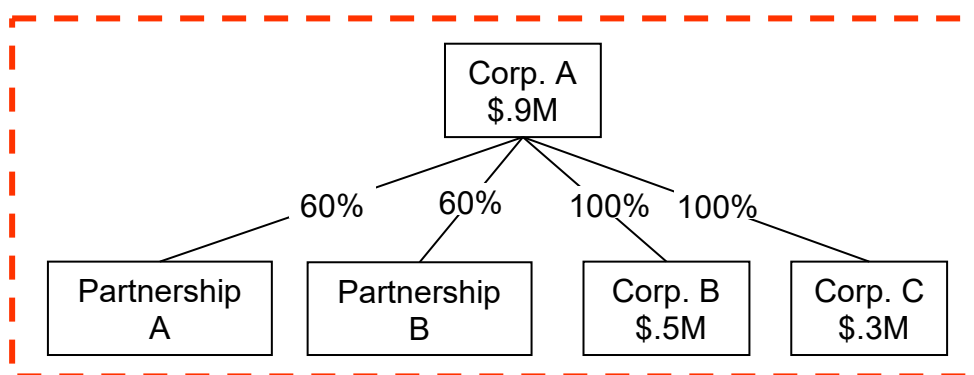 Corp. A
$.9M
60%
60%
100%
100%
Partnership
A
Partnership
B
Corp. B
$.5M
Corp. C
$.3M